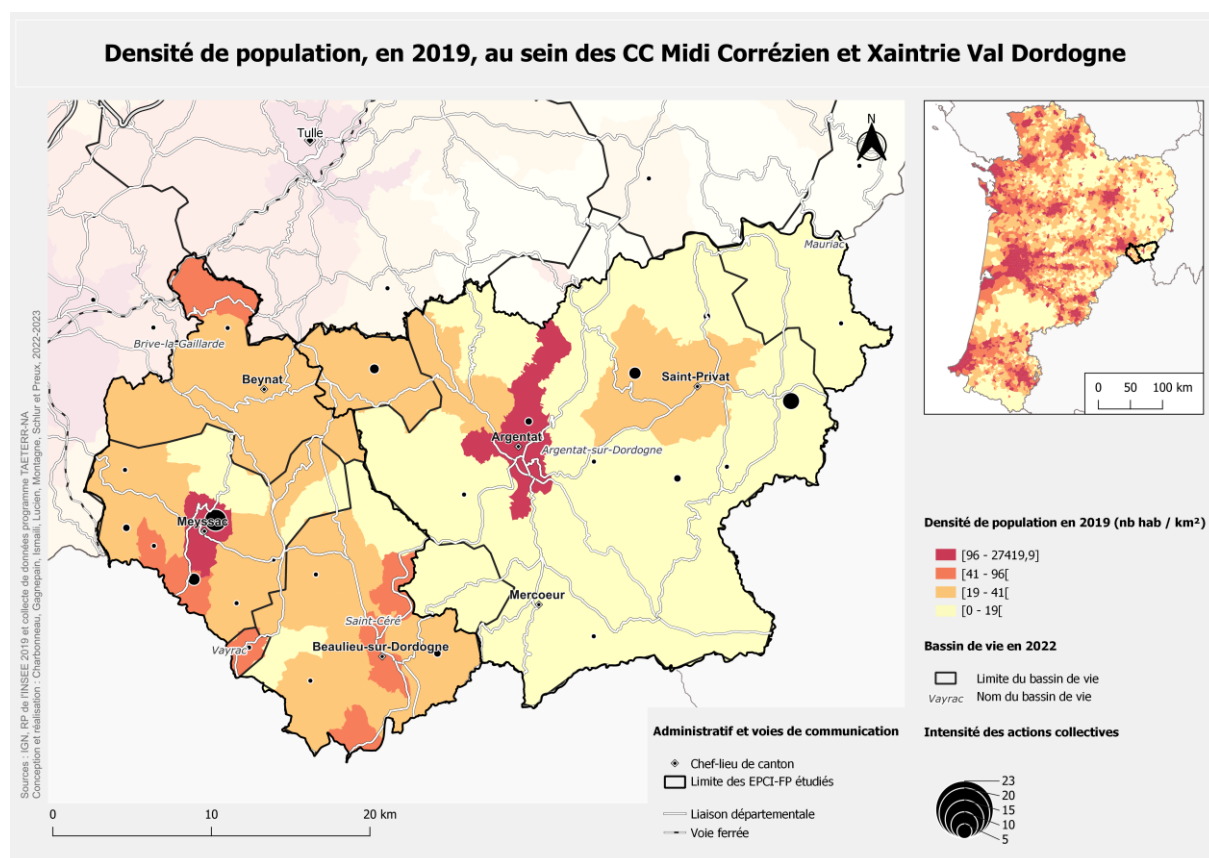 Densité de population, en 2019, au sein des CC Midi Corrézien et Xaintrie Val Dordogne
Tulle
N
Mauriac
Brive-la-Gaillarde
Beynat
Saint-Privat
Argentat
Argentat-sur-Dordogne
Meyssac
Mercoeur
Saint-Céré
Vayrac
Beaulieu-sur-Dordogne
Sources : IGN, RP de l'INSEE 2019 et collecte de données programme TAETERR-NA
Conception et réalisation : Charbonneau, Gagnepain, Ismaili, Lucien, Montagne, Schlur et Preux, 2022-2023
0 10 20 km
0 50 100 km
Densité de population en 2019 (nb hab / km²)
[96 - 27419,9]
[41 - 96[
[19 - 41[
[0 - 19[
Bassin de vie en 2022
Limite du bassin de vie
Vayrac Nom du bassin de vie
Administratif et voies de communication
Chef-lieu de canton
Limite des EPCI-FP étudiés
Liaison départementale
Voie ferrée
Intensité des actions collectives
23
20
15
10
5